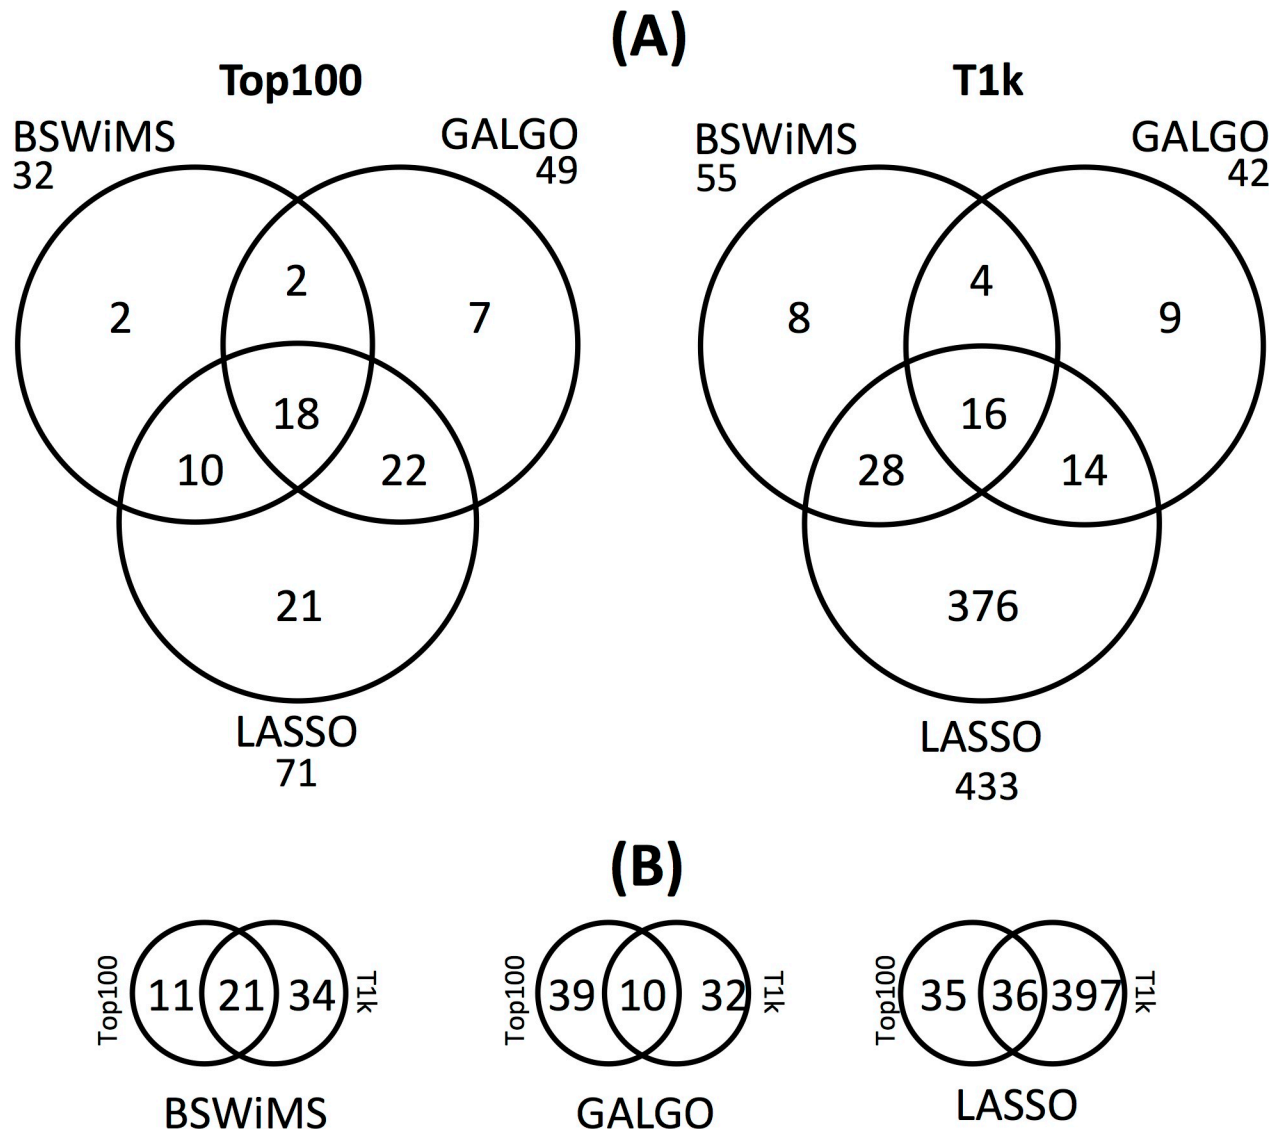 (A)
Top100
T1k
BSWiMS
32
GALGO
49
BSWiMS
55
GALGO
42
2
2
7
18
10
22
21
LASSO
71
8
4
9
16
28
14
376
LASSO
433
(B)
Top100
11 21 34
T1k
BSWiMS
Top100
39 10 32
T1k
GALGO
Top100
35 36 397
T1k
LASSO